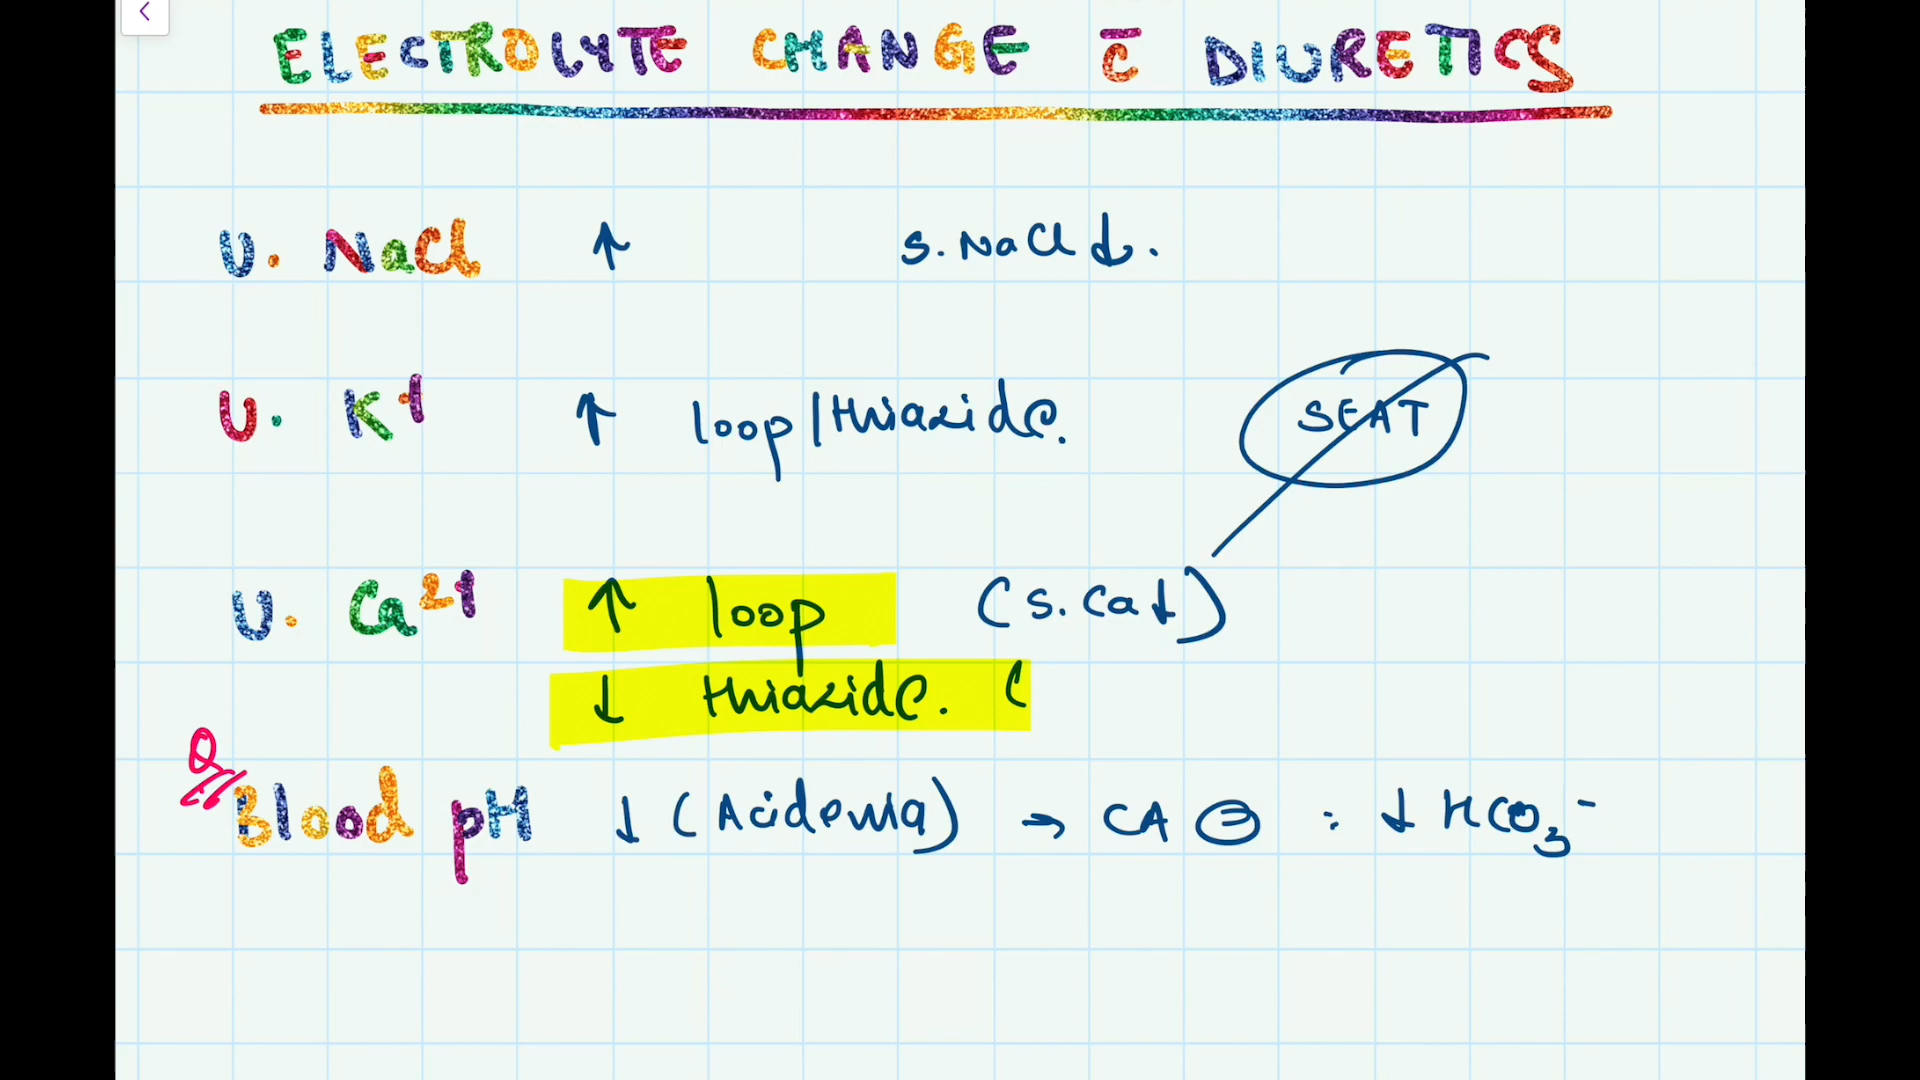 ELECTROLYTE CHANGE c̄ DIURETICS
U. NaCl ↑ S. NaCl ↓.
U. K+ ↑ loop/thiazide. SEAT
U. Ca2+ ↑ loop (S. Ca↓)
↓ thiazide. (
Q
Blood pH ↓ (Acidemia) → CA ⊖ : ↓ HCO3-